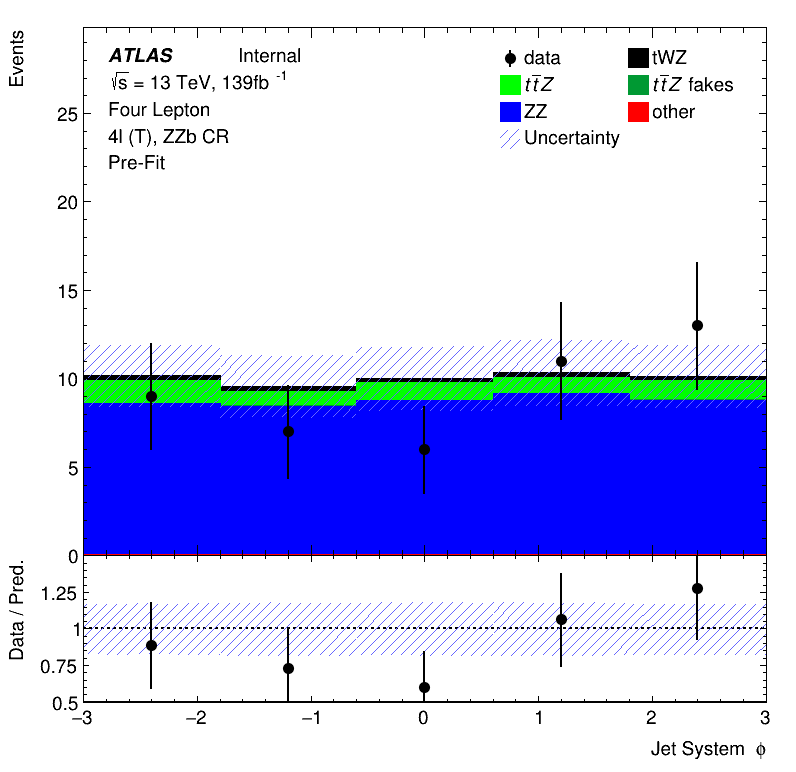 Events
ATLAS Internal
√s = 13 TeV, 139fb⁻¹
Four Lepton
4l (T), ZZb CR
Pre-Fit
data tWZ
tt̄Z tt̄Z fakes
ZZ other
Uncertainty
25
20
15
10
5
0
Data / Pred.
1.25
1
0.75
0.5
−3 −2 −1 0 1 2 3
Jet System ϕ